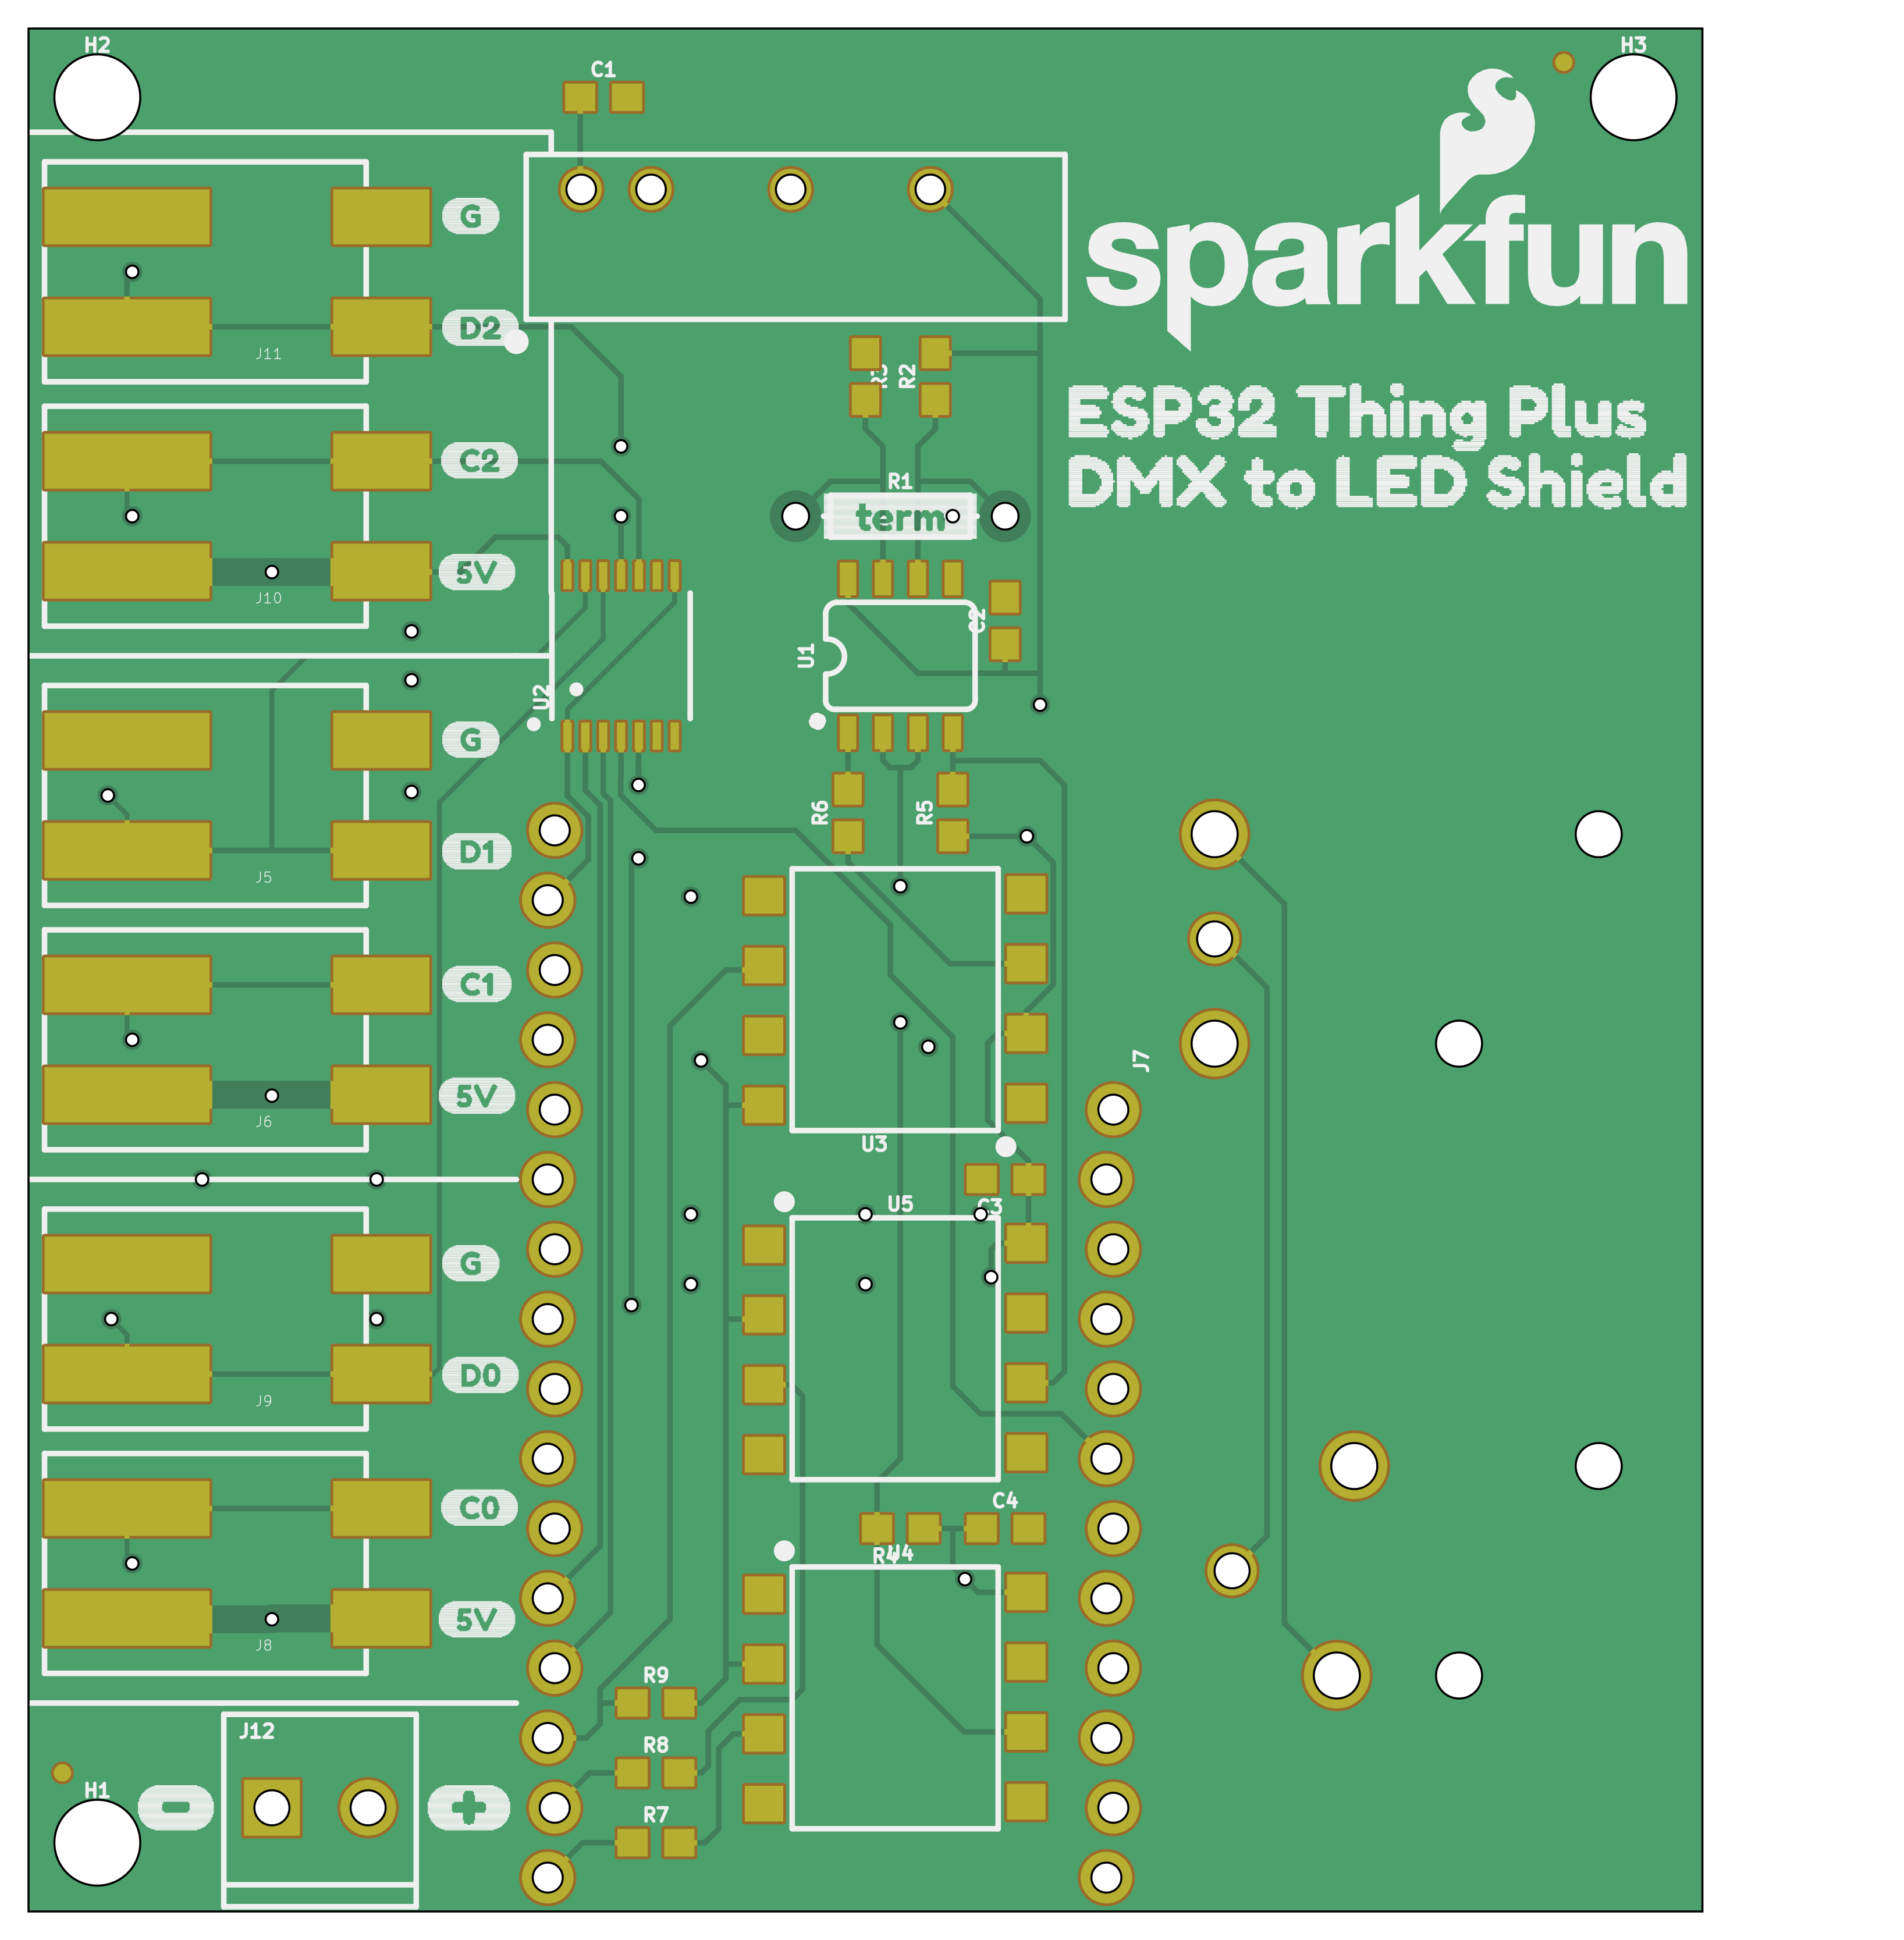 H2
H3
C1
sparkfun
G
D2
J11
R2
ESP32 Thing Plus
DMX to LED Shield
C2
R1
term
5V
J10
C2
U1
U2
G
R6
R5
D1
J5
C1
J7
5V
J6
U3
U5
C3
G
D0
J9
C0
C4
R4
U4
5V
J8
R9
J12
R8
H1
-
+
R7